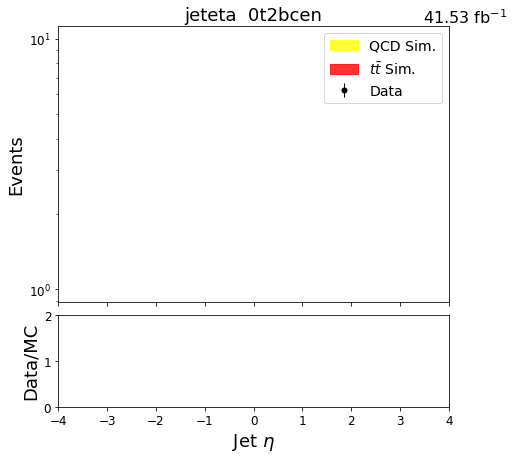 jeteta 0t2bcen
41.53 fb⁻¹
10¹
Events
10⁰
QCD Sim.
tt̄ Sim.
Data
Data/MC
2
1
0
−4 −3 −2 −1 0 1 2 3 4
Jet η